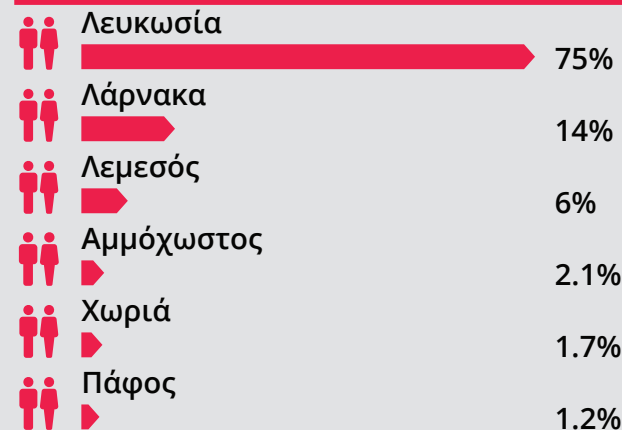 Λευκωσία
75%
Λάρνακα
14%
Λεμεσός
6%
Αμμόχωστος
2.1%
Χωριά
1.7%
Πάφος
1.2%